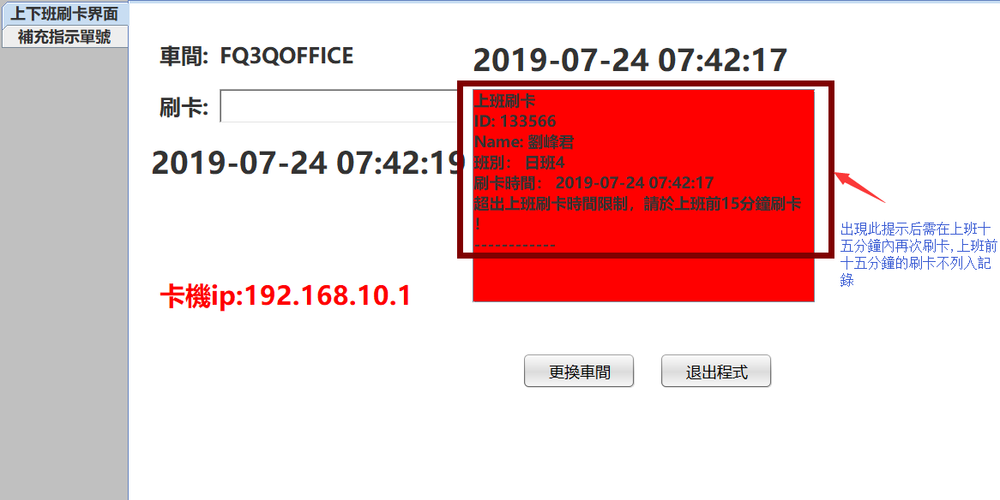 上下班刷卡界面
補充指示單號
車間: FQ3QOFFICE
刷卡:
2019-07-24 07:42:19
卡機ip:192.168.10.1
2019-07-24 07:42:17
上班刷卡
ID: 133566
Name: 劉峰君
班別： 日班4
刷卡時間： 2019-07-24 07:42:17
超出上班刷卡時間限制，請於上班前15分鐘刷卡
！
------------
出現此提示后需在上班十
五分鐘內再次刷卡,上班前
十五分鐘的刷卡不列入記
錄
更換車間
退出程式